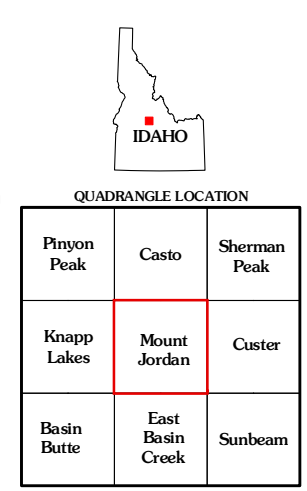 IDAHO
QUADRANGLE LOCATION
Pinyon
Peak
Casto
Sherman
Peak
Knapp
Lakes
Mount
Jordan
Custer
Basin
Butte
East
Basin
Creek
Sunbeam